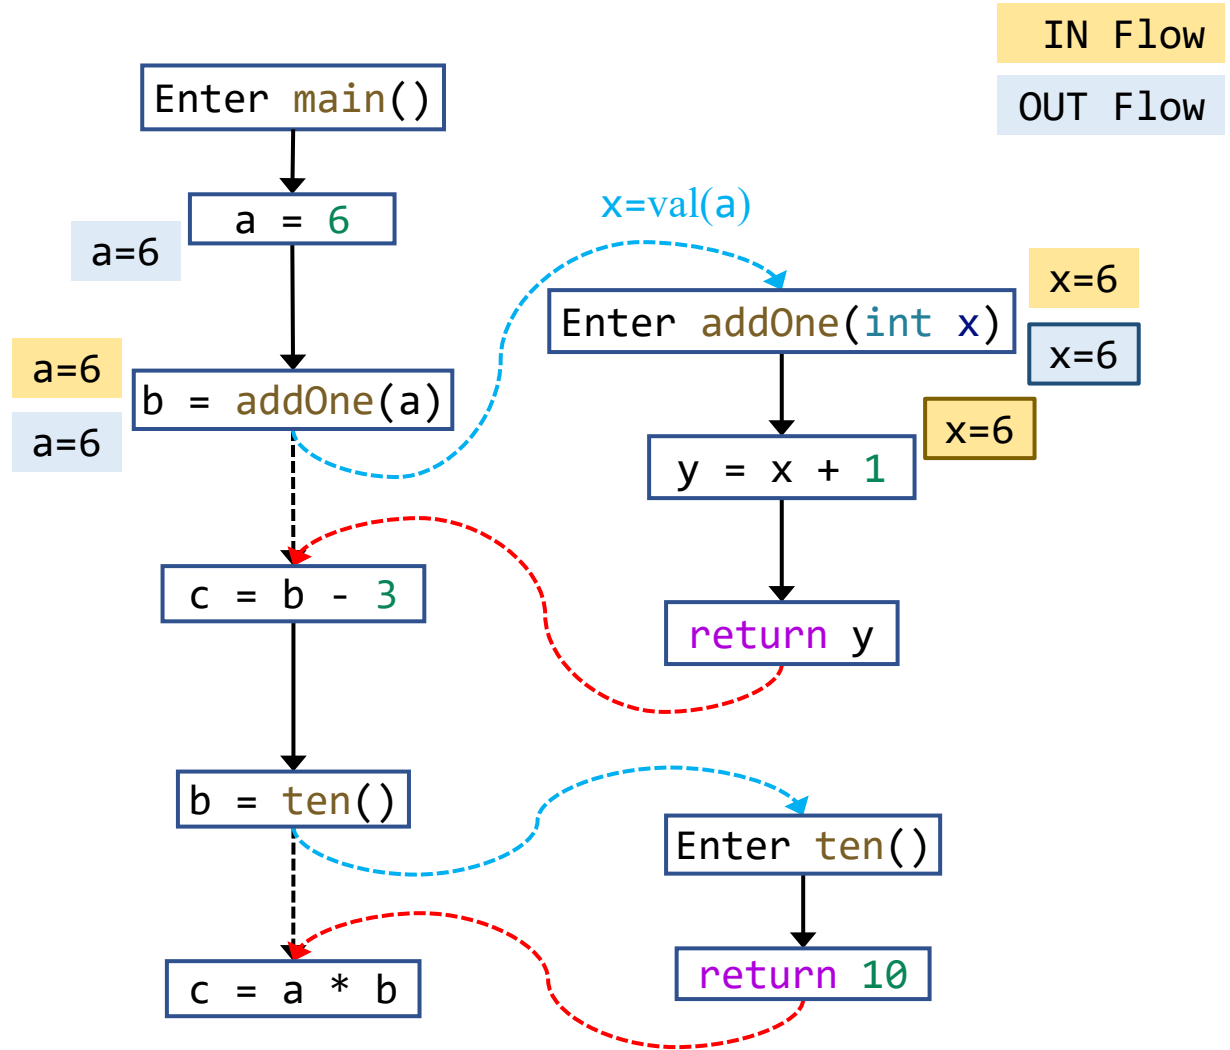 IN Flow
OUT Flow
Enter main()
a = 6
a=6
x=val(a)
Enter addOne(int x)
x=6
x=6
a=6
b = addOne(a)
a=6
x=6
y = x + 1
c = b - 3
return y
b = ten()
Enter ten()
c = a * b
return 10